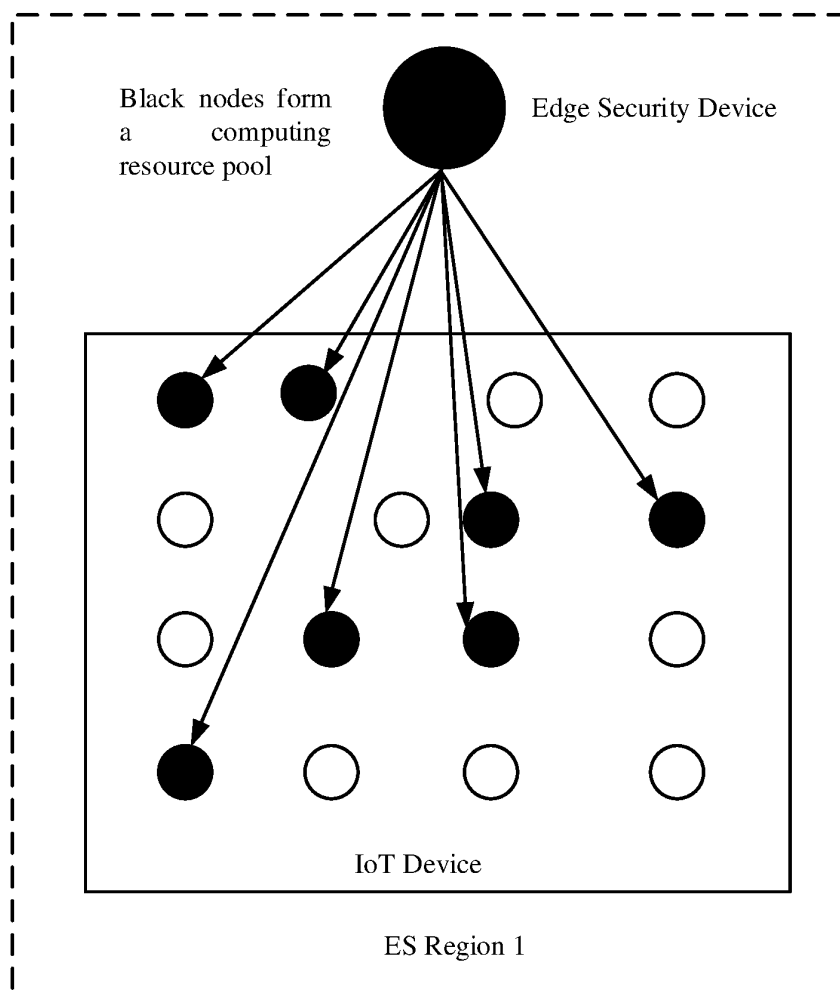 Black nodes form
a computing
resource pool
Edge Security Device
IoT Device
ES Region 1